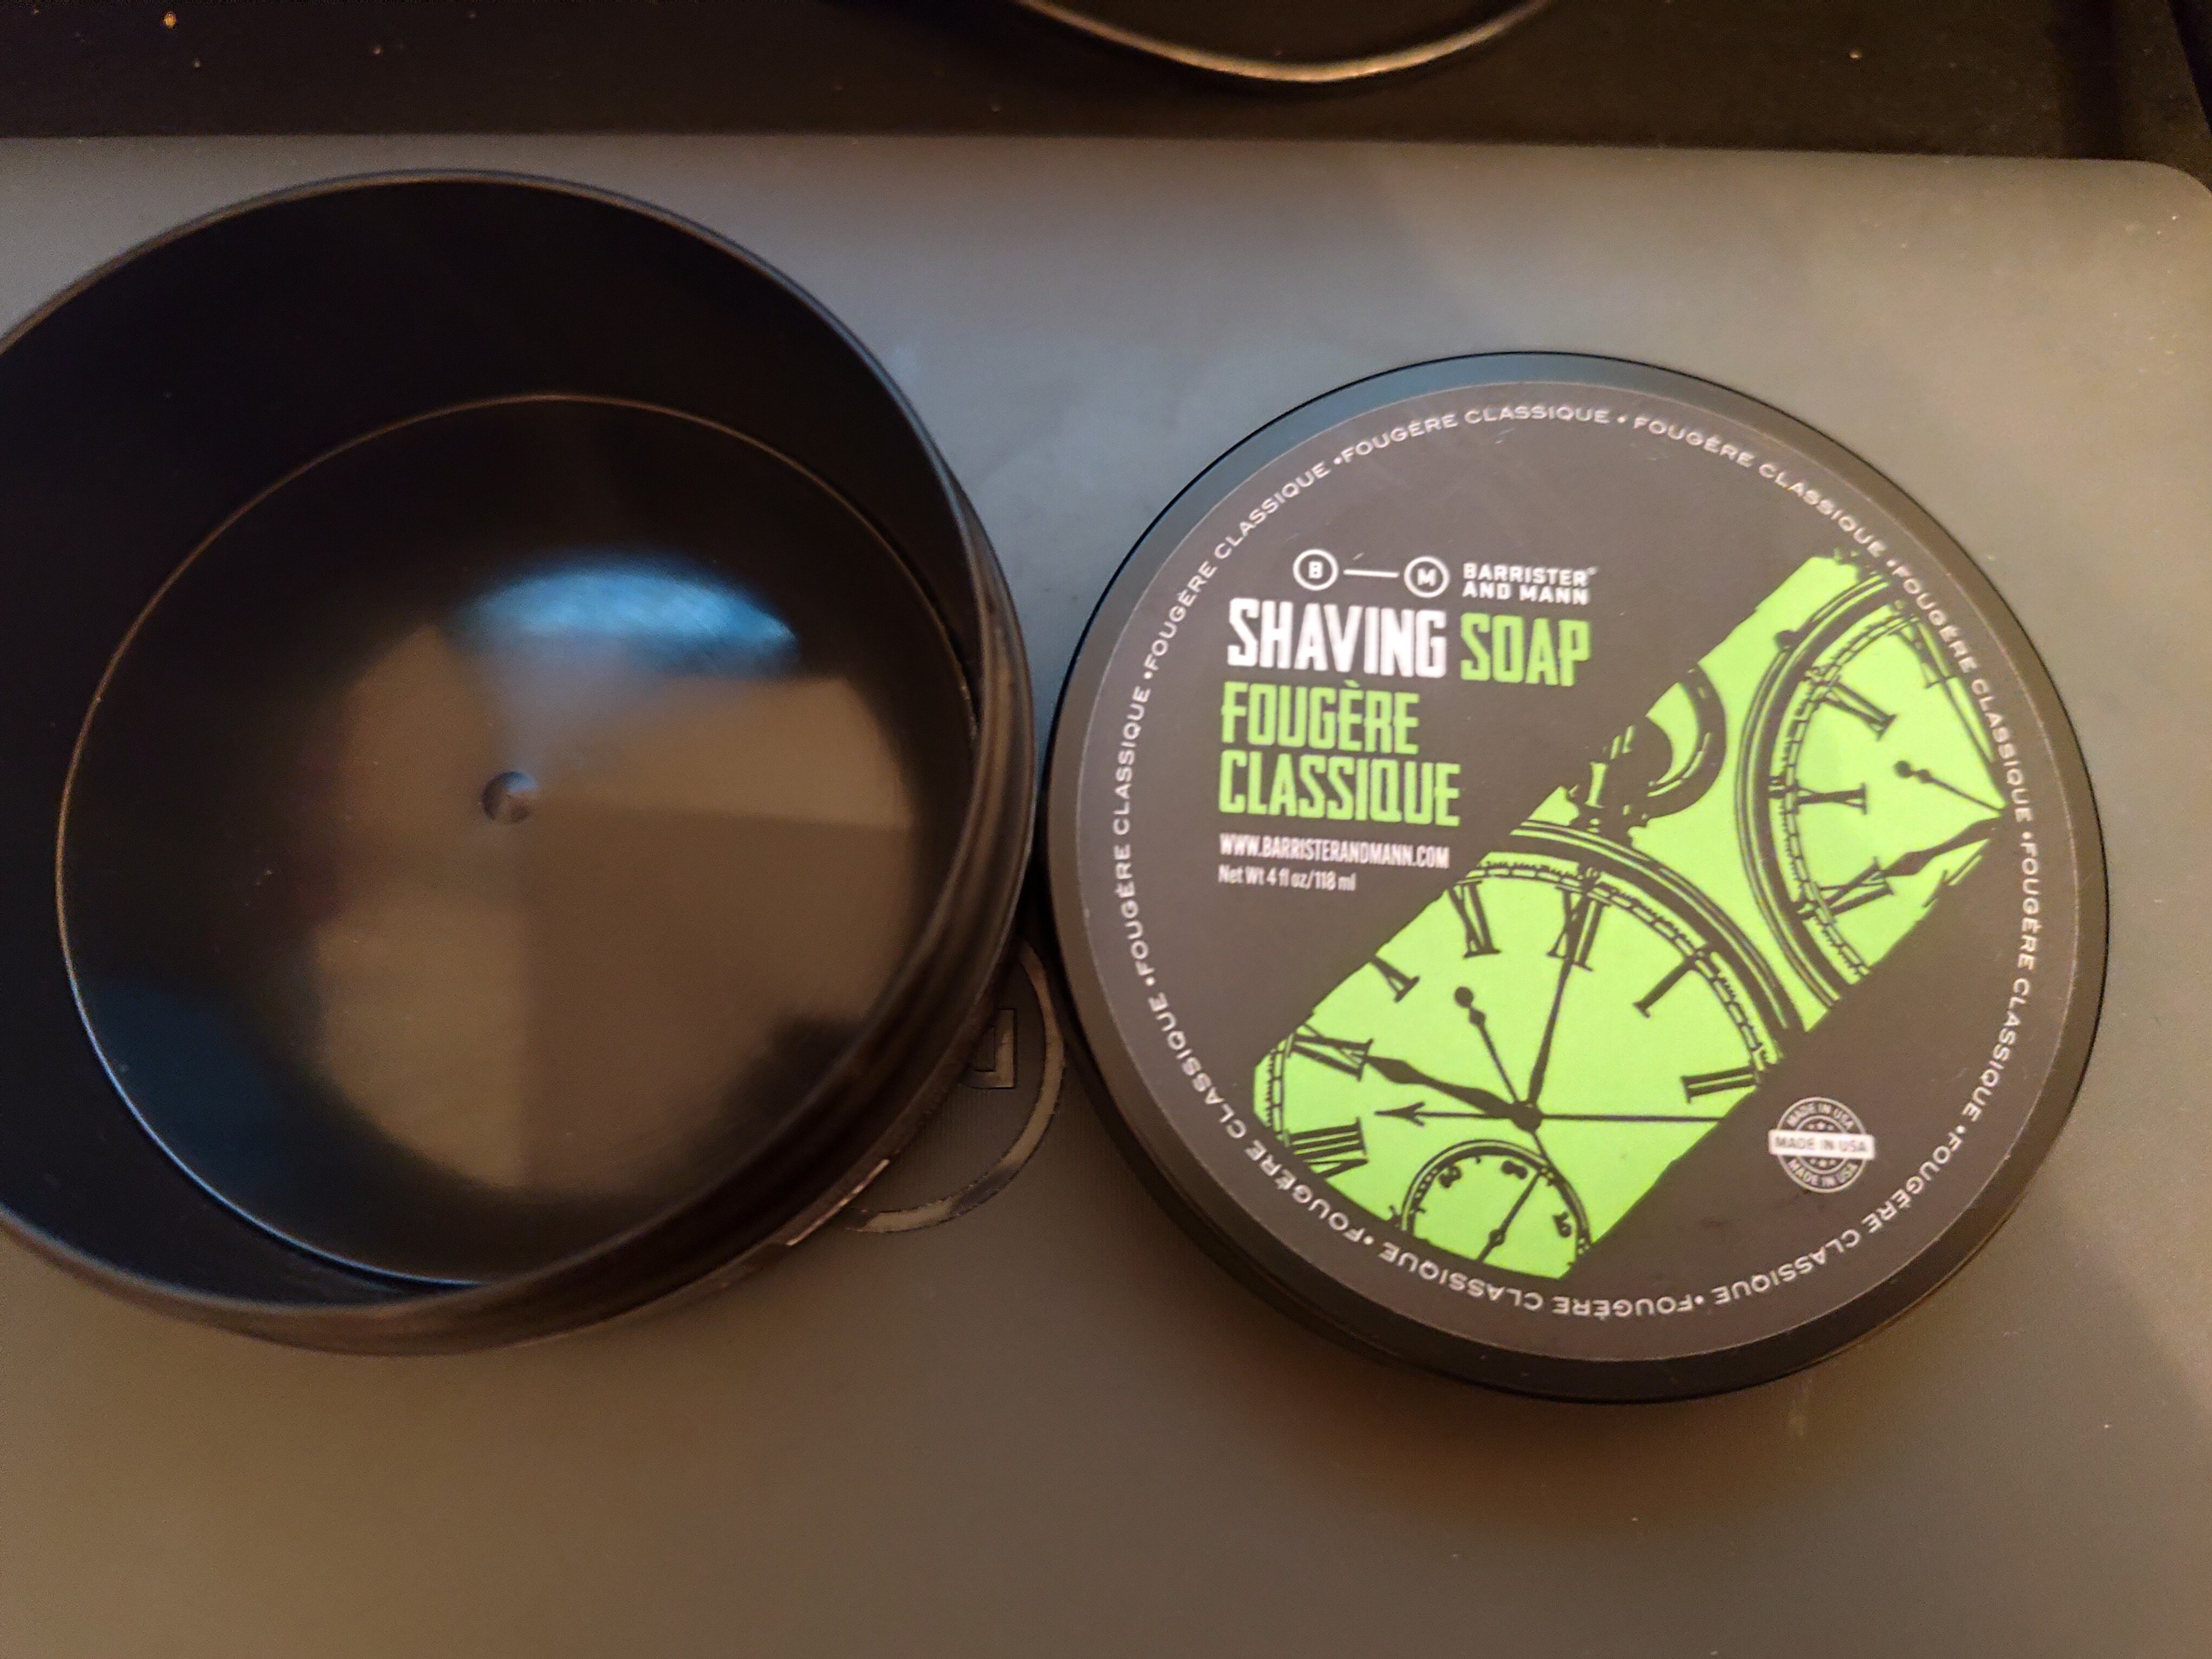 B M BARRISTER®
AND MANN
SHAVING SOAP
FOUGÈRE
CLASSIQUE
WWW.BARRISTERANDMANN.COM
Net Wt 4 fl oz/118 ml
FOUGÈRE CLASSIQUE • FOUGÈRE CLASSIQUE • FOUGÈRE CLASSIQUE • FOUGÈRE CLASSIQUE • FOUGÈRE CLASSIQUE • FOUGÈRE CLASSIQUE • FOUGÈRE CLASSIQUE • FOUGÈRE CLASSIQUE • FOUGÈRE CLASSIQUE •
MADE IN USA
MADE IN USA
MADE IN USA